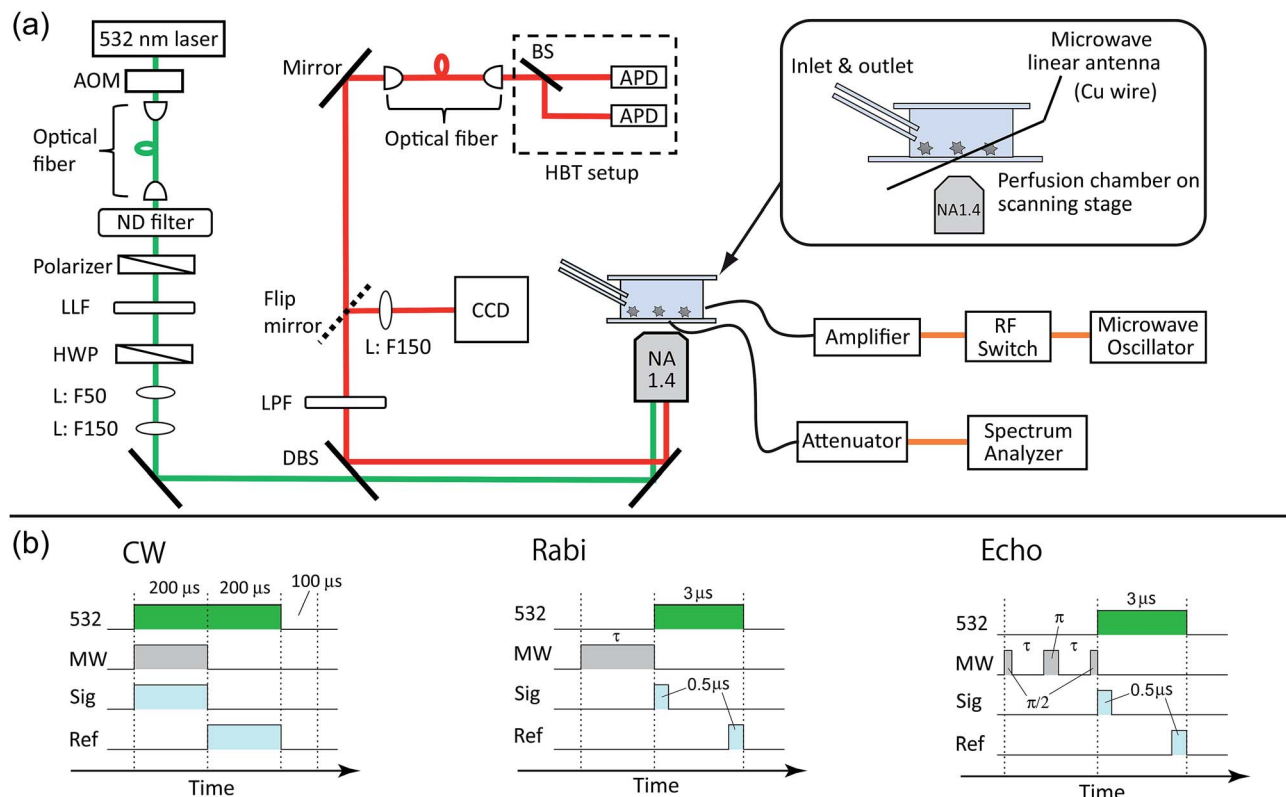 (a)
532 nm laser
AOM
Optical
fiber
ND filter
Polarizer
LLF
HWP
L: F50
L: F150
Mirror
Optical fiber
BS
APD
APD
HBT setup
Flip
mirror
L: F150
CCD
LPF
DBS
NA
1.4
Inlet & outlet
Microwave
linear antenna
(Cu wire)
NA1.4
Perfusion chamber on
scanning stage
Amplifier
RF
Switch
Microwave
Oscillator
Attenuator
Spectrum
Analyzer
(b)
CW
200 μs
200 μs
100 μs
532
MW
Sig
Ref
Time
Rabi
3μs
532
τ
MW
Sig
0.5μs
Ref
Time
Echo
3μs
532
π
τ
τ
MW
π/2
Sig
0.5μs
Ref
Time